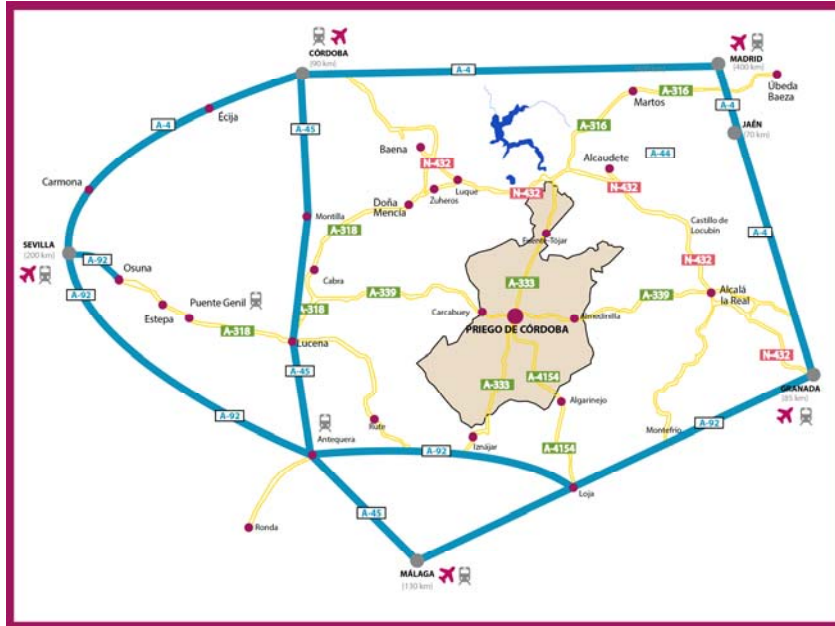 CÓRDOBA
(90 km)
MADRID
(400 km)
A-4
A-316
Martos
A-316
Úbeda
Baeza
A-4
Écija
A-4
A-45
A-316
JAÉN
(70 km)
Baena
N-432
Alcaudete
A-44
Carmona
Luque
N-432
N-432
Zuheros
Doña
Mencía
Montilla
A-318
Castillo de
Locubín
SEVILLA
(200 km)
A-92
Fuente-Tójar
A-4
Osuna
N-432
A-92
Cabra
A-333
Puente Genil
A-339
A-339
Alcalá
la Real
Estepa
A-318
Carcabuey
Almedinilla
A-318
PRIEGO DE CÓRDOBA
Lucena
A-45
A-333
A-4154
N-432
GRANADA
(85 km)
Algarinejo
A-92
Rute
A-92
Montefrío
Antequera
Iznájar
A-92
A-4154
Loja
A-45
Ronda
MÁLAGA
(130 km)